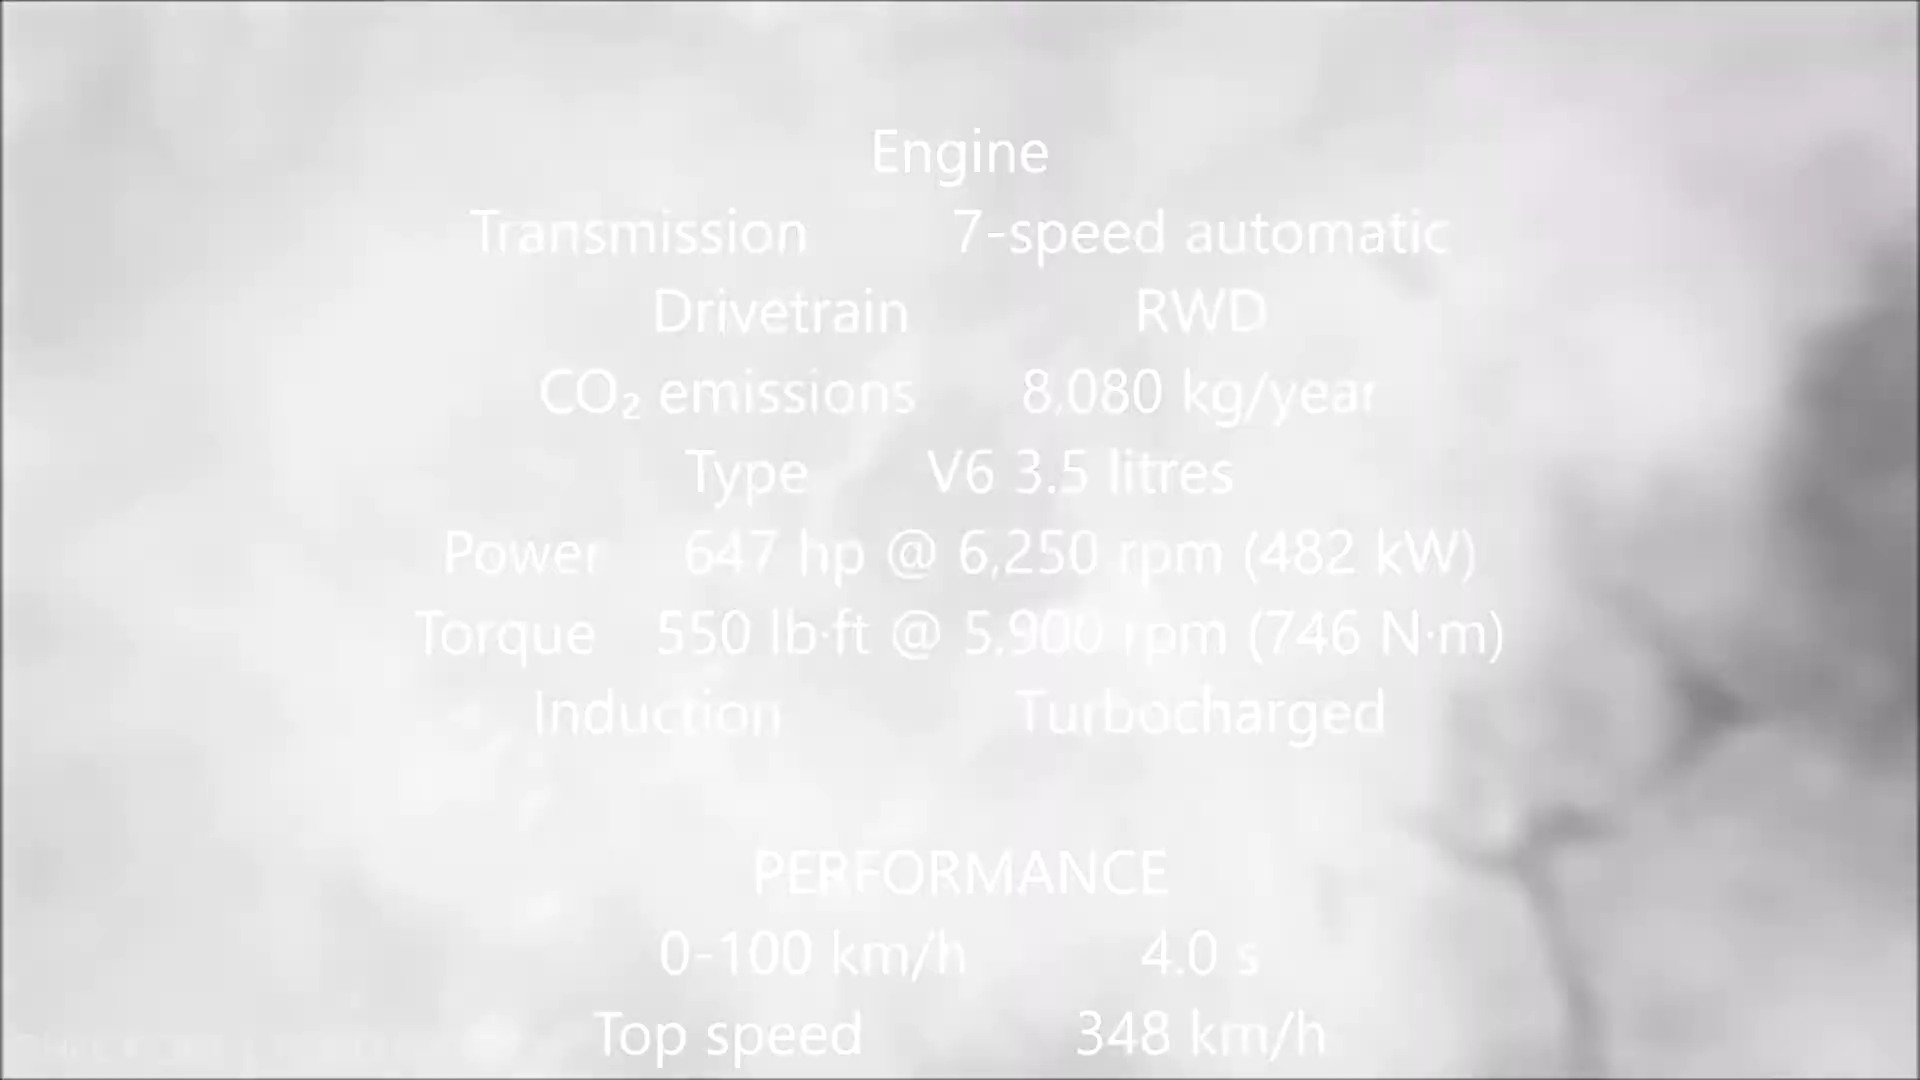 Engine
Transmission 7-speed automatic
Drivetrain RWD
CO₂ emissions 8,080 kg/year
Type V6 3.5 litres
Power 647 hp @ 6,250 rpm (482 kW)
Torque 550 lb·ft @ 5,900 rpm (746 N·m)
Induction Turbocharged
PERFORMANCE
0-100 km/h 4.0 s
Top speed 348 km/h